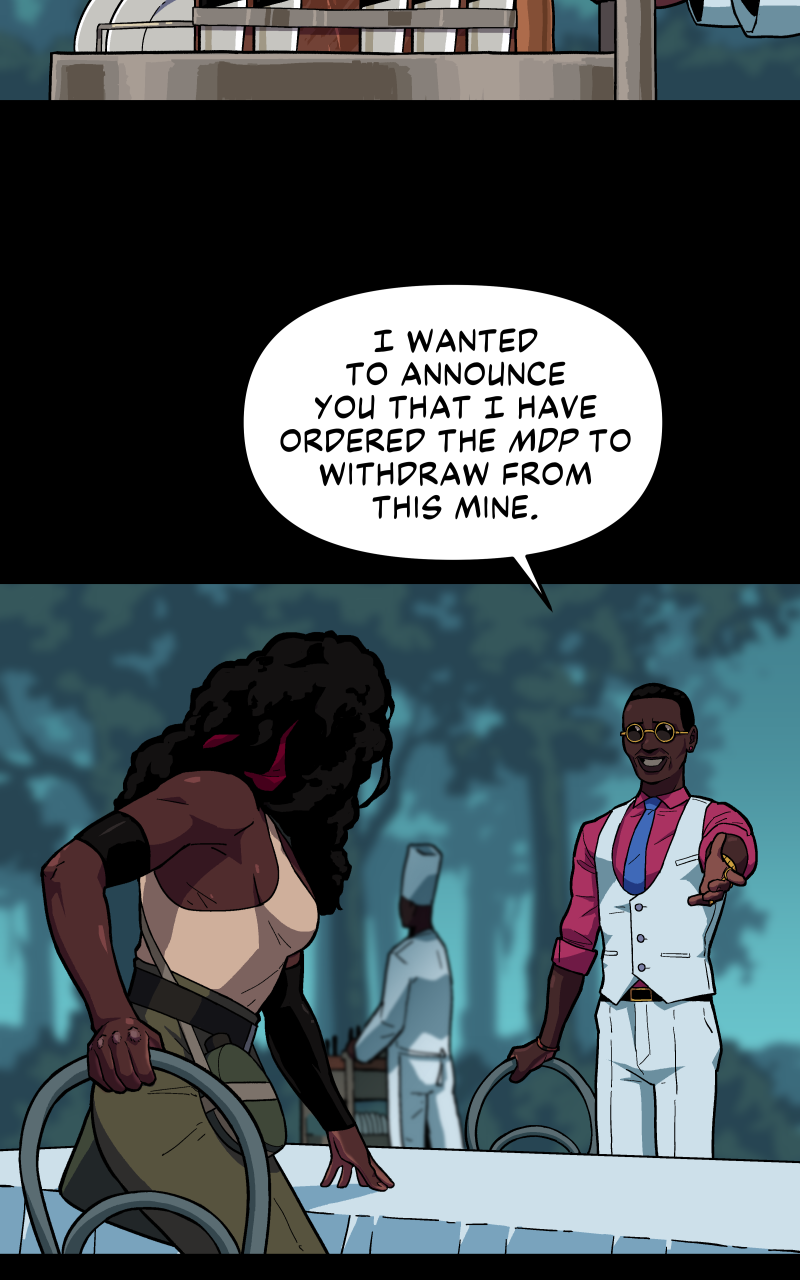 I WANTED
TO ANNOUNCE
YOU THAT I HAVE
ORDERED THE MDP TO
WITHDRAW FROM
THIS MINE.